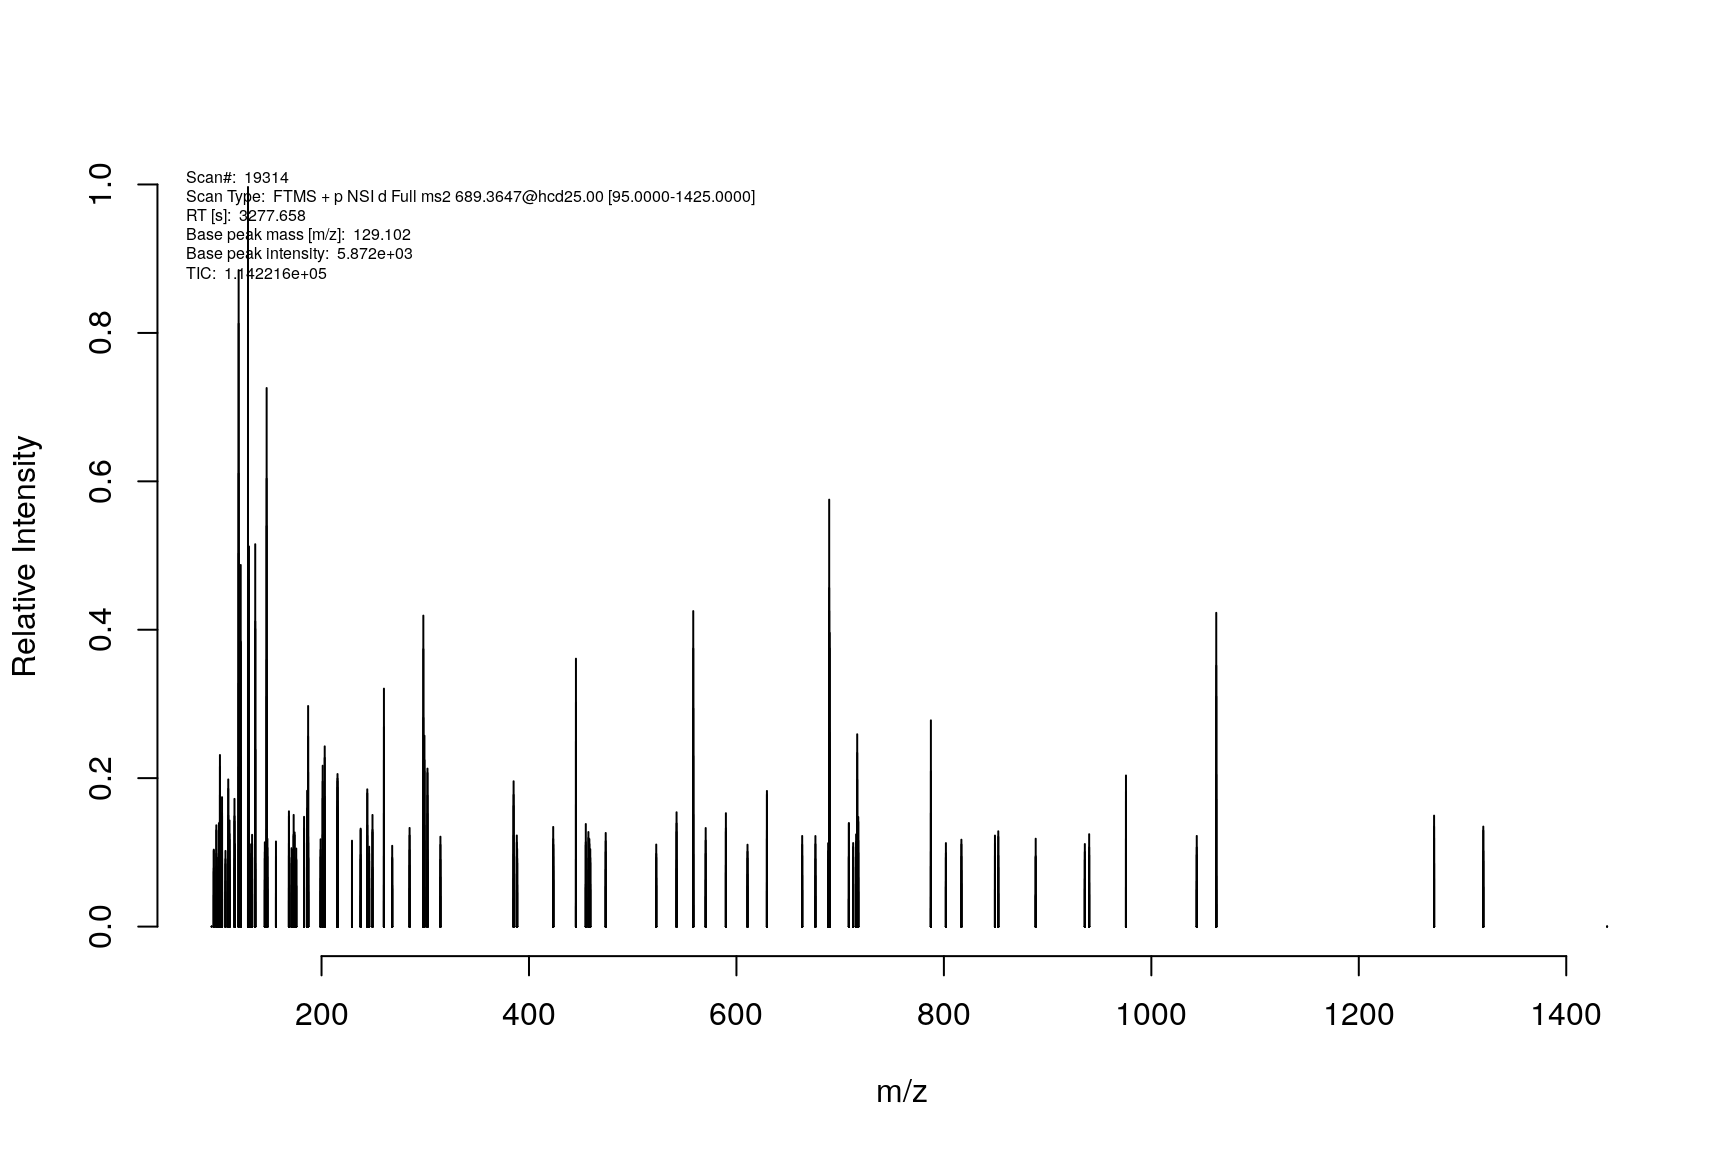 Scan#: 19314
Scan Type: FTMS + p NSI d Full ms2 689.3647@hcd25.00 [95.0000-1425.0000]
RT [s]: 3277.658
Base peak mass [m/z]: 129.102
Base peak intensity: 5.872e+03
TIC: 1.142216e+05
1.0
0.8
0.6
0.4
0.2
0.0
Relative Intensity
200 400 600 800 1000 1200 1400
m/z